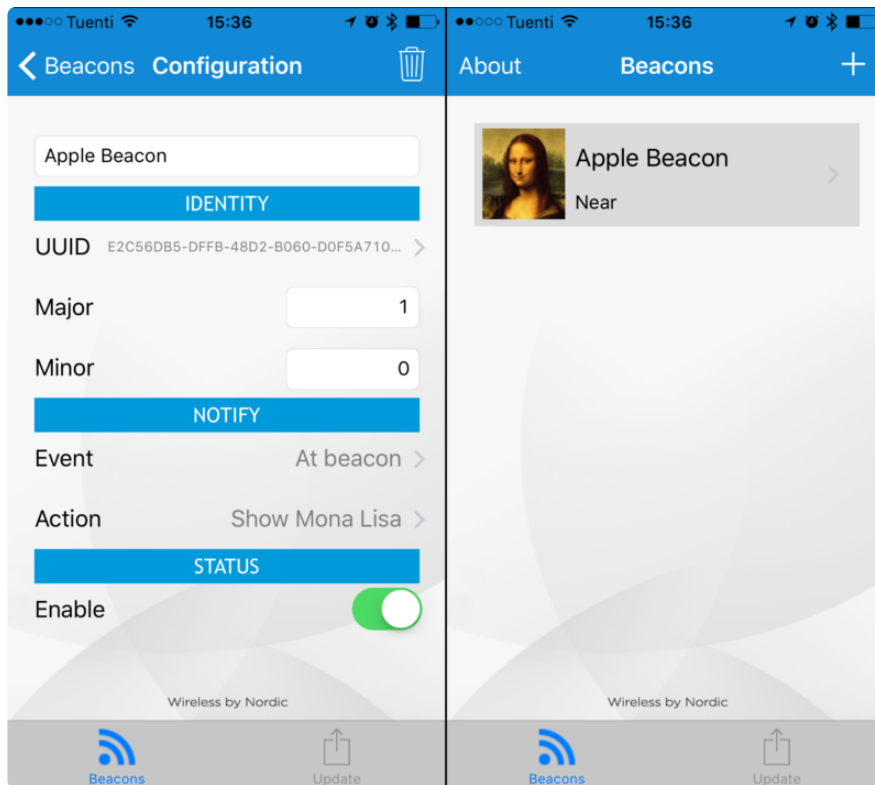 Tuenti 15:36
Beacons Configuration
Apple Beacon
IDENTITY
UUID E2C56DB5-DFFB-48D2-B060-D0F5A710...
Major 1
Minor 0
NOTIFY
Event At beacon
Action Show Mona Lisa
STATUS
Enable
Wireless by Nordic
Beacons Update
Tuenti 15:36
About Beacons +
Apple Beacon
Near
Wireless by Nordic
Beacons Update